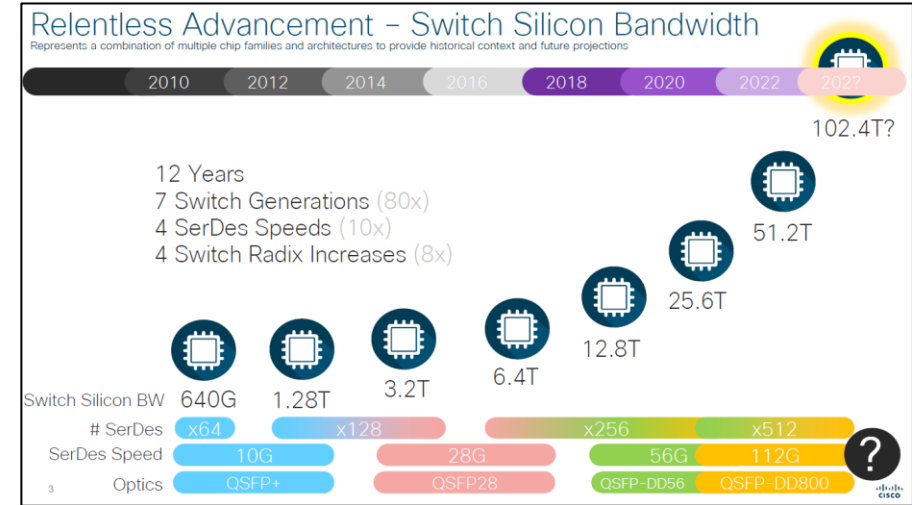 Relentless Advancement – Switch Silicon Bandwidth
Represents a combination of multiple chip families and architectures to provide historical context and future projections
2010 2012 2014 2016 2018 2020 2022 202?
102.4T?
12 Years
7 Switch Generations (80x)
4 SerDes Speeds (10x)
4 Switch Radix Increases (8x)
51.2T
25.6T
12.8T
6.4T
3.2T
Switch Silicon BW 640G 1.28T
# SerDes x64 x128 x256 x512
SerDes Speed 10G 28G 56G 112G
?
3 Optics QSFP+ QSFP28 QSFP-DD56 QSFP-DD800
CISCO